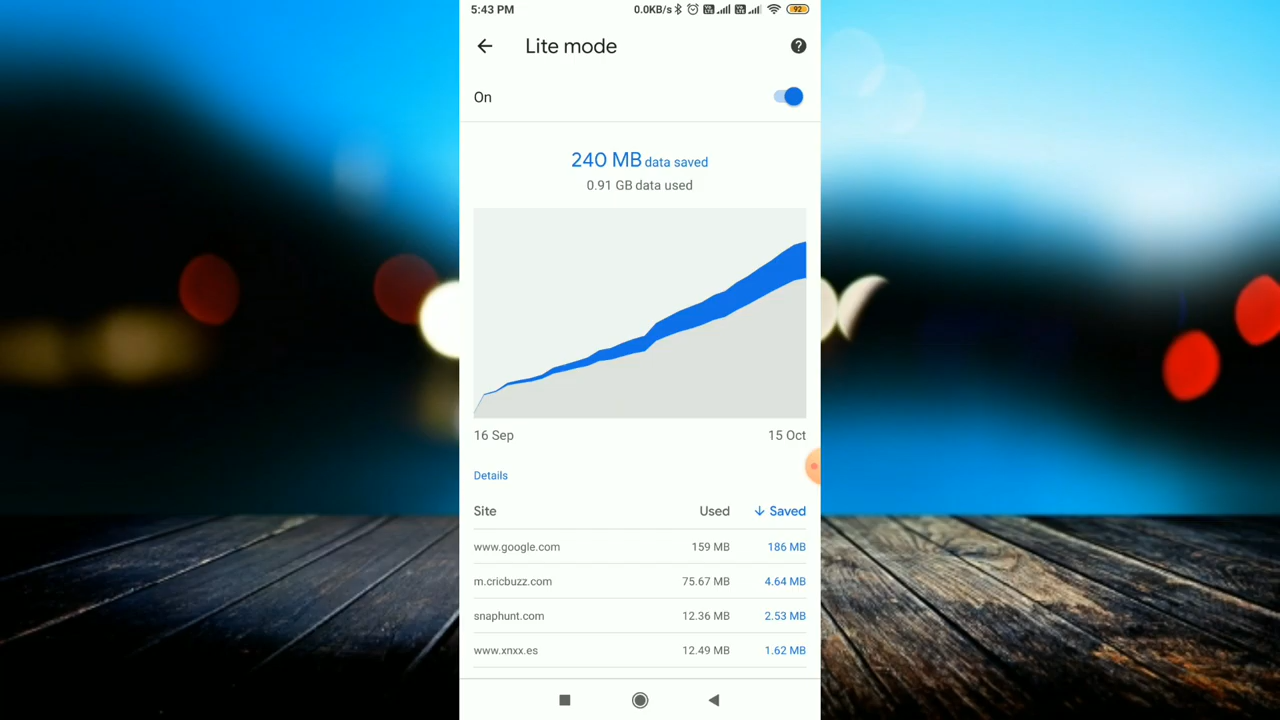 5:43 PM 0.0KB/s 92
Lite mode
On
240 MB data saved
0.91 GB data used
16 Sep 15 Oct
Details
Site Used Saved
www.google.com 159 MB 186 MB
m.cricbuzz.com 75.67 MB 4.64 MB
snaphunt.com 12.36 MB 2.53 MB
www.xnxx.es 12.49 MB 1.62 MB